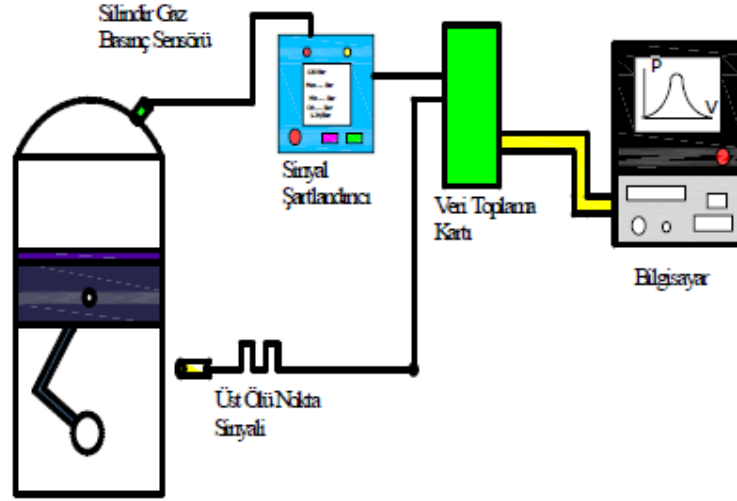 Silindir Gaz
Basınç Sensörü
P
V
Sinyal
Şartlandırıcı
Veri Toplama
Kartı
Bilgisayar
Üst Ölü Nokta
Sinyali